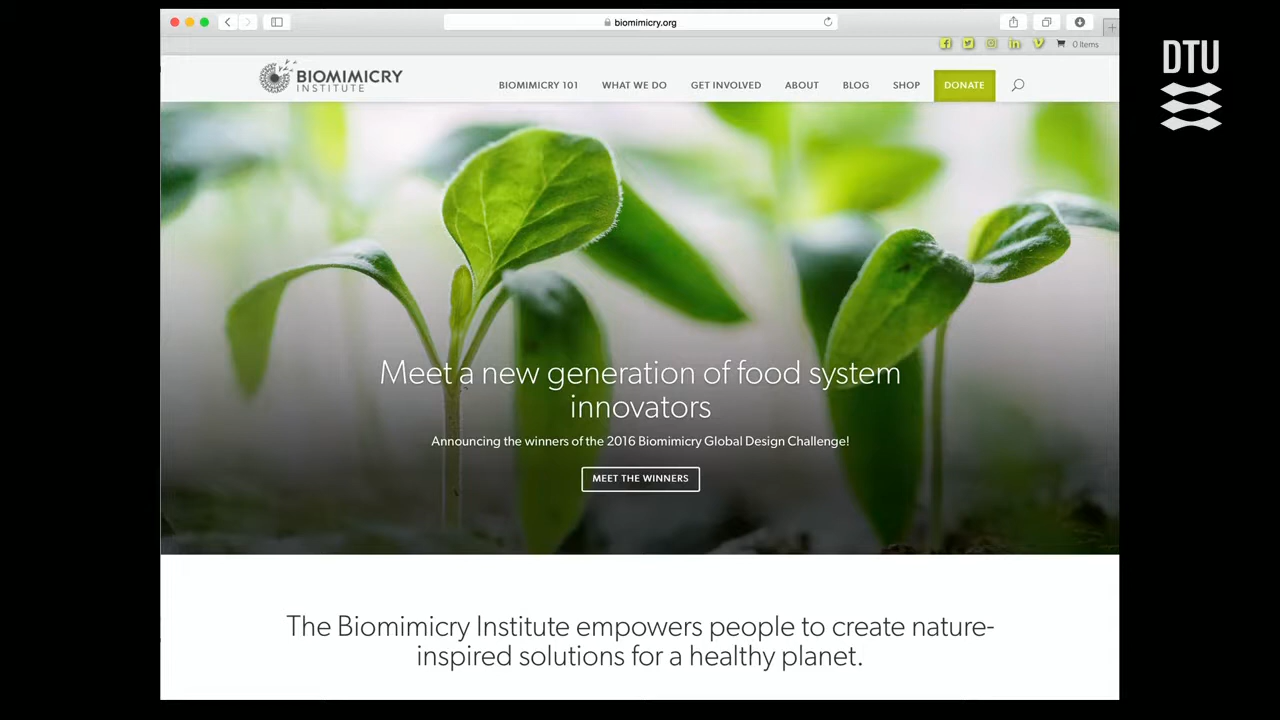 biomimicry.org
0 Items
DTU
BIOMIMICRY
INSTITUTE
BIOMIMICRY 101 WHAT WE DO GET INVOLVED ABOUT BLOG SHOP DONATE
Meet a new generation of food system
innovators
Announcing the winners of the 2016 Biomimicry Global Design Challenge!
MEET THE WINNERS
The Biomimicry Institute empowers people to create nature-
inspired solutions for a healthy planet.